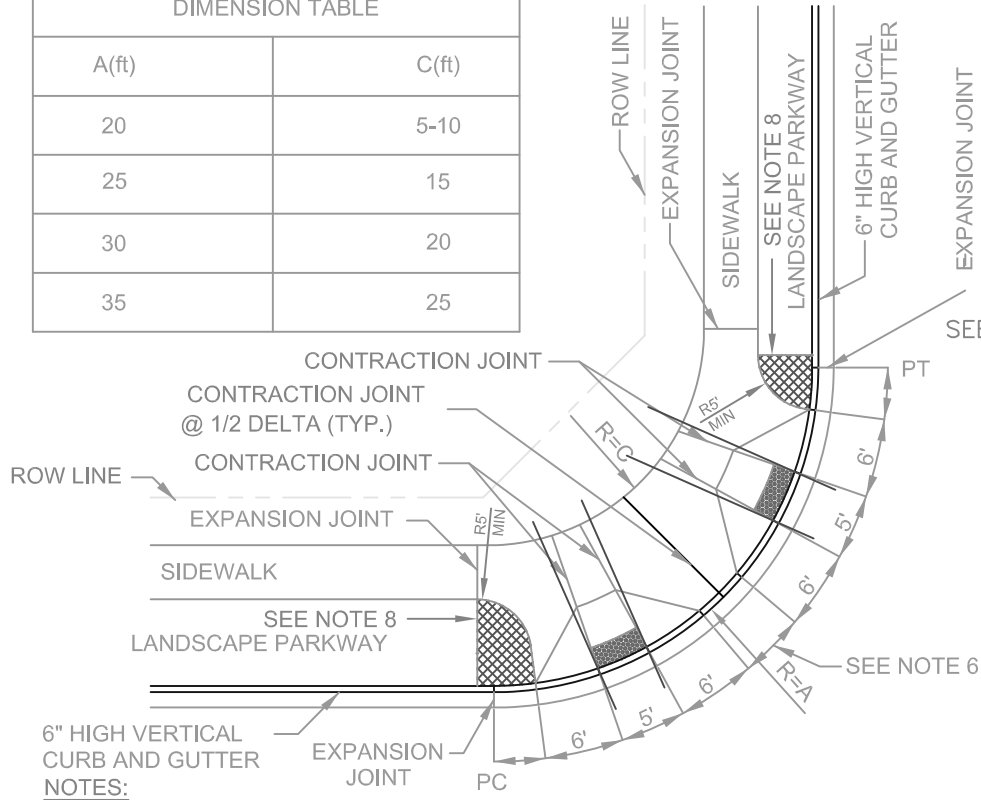 DIMENSION TABLE
A(ft) C(ft)
20 5-10
25 15
30 20
35 25
ROW LINE
EXPANSION JOINT
SIDEWALK
SEE NOTE 8
LANDSCAPE PARKWAY
6" HIGH VERTICAL
CURB AND GUTTER
EXPANSION JOINT
SEE
PT
CONTRACTION JOINT
CONTRACTION JOINT
@ 1/2 DELTA (TYP.)
CONTRACTION JOINT
R5'
MIN
R=C
ROW LINE
EXPANSION JOINT
R5'
MIN
SIDEWALK
SEE NOTE 8
LANDSCAPE PARKWAY
6'
5'
6'
SEE NOTE 6
R=A
6'
5'
6'
6" HIGH VERTICAL
CURB AND GUTTER
EXPANSION
JOINT
PC
NOTES: